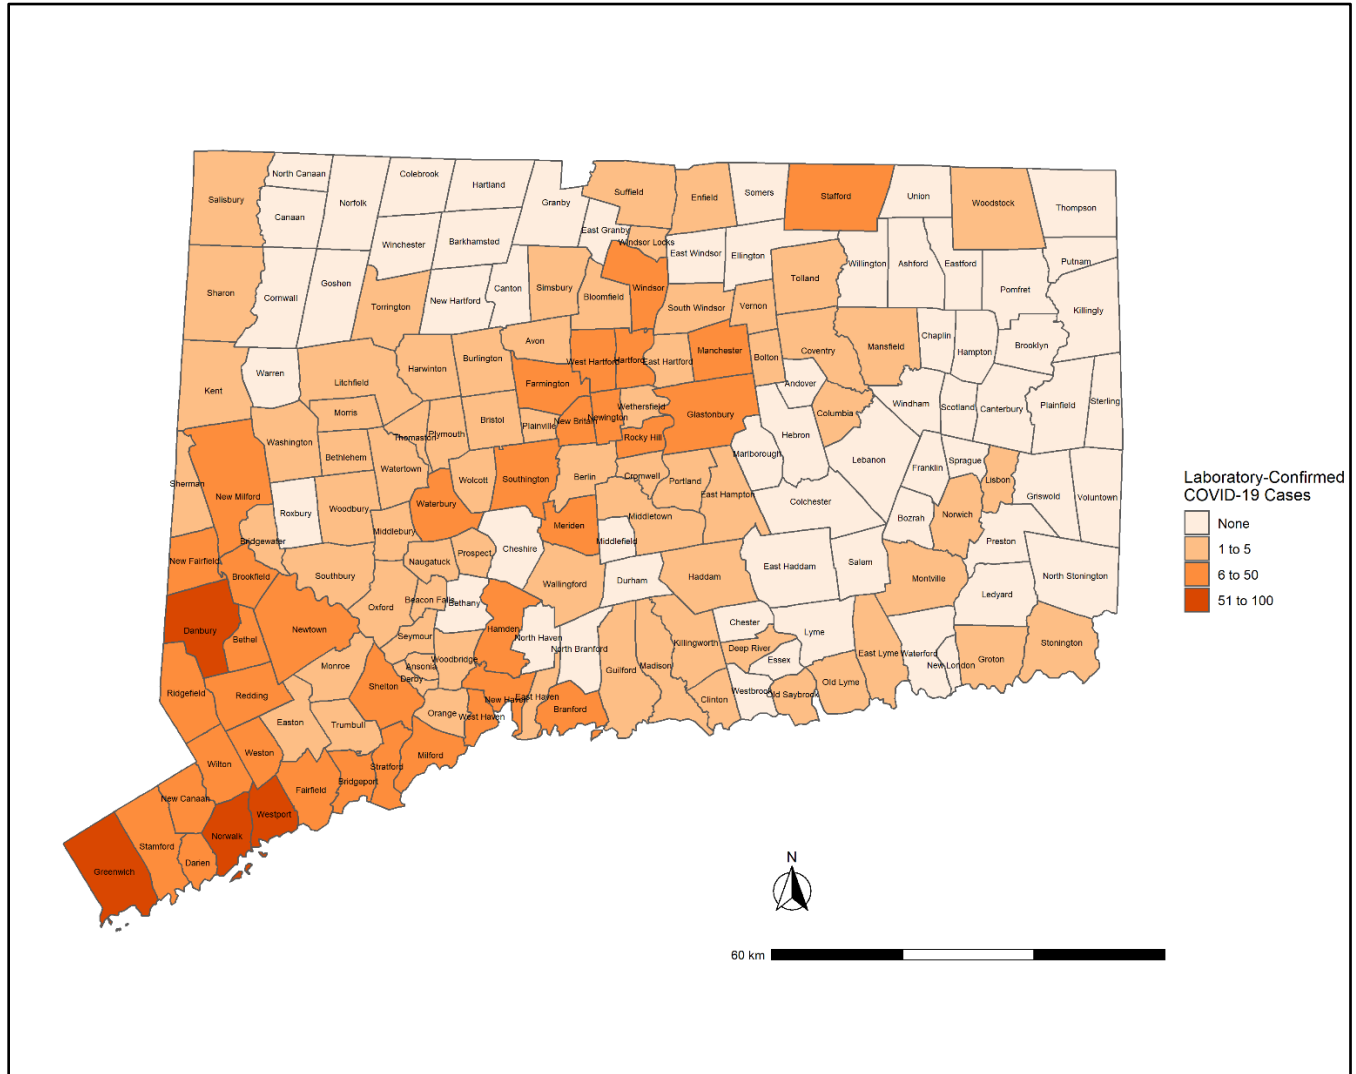 North Canaan
Colebrook
Hartland
Salisbury
Canaan
Norfolk
Granby
Suffield
Enfield
Somers
Stafford
Union
Woodstock
Thompson
Winchester
Barkhamsted
East Granby
Windsor Locks
East Windsor
Ellington
Willington
Ashford
Eastford
Putnam
Sharon
Cornwall
Goshen
Torrington
New Hartford
Canton
Simsbury
Bloomfield
Windsor
South Windsor
Vernon
Tolland
Pomfret
Killingly
Kent
Warren
Litchfield
Harwinton
Burlington
Avon
West Hartford
Hartford
East Hartford
Manchester
Bolton
Coventry
Mansfield
Chaplin
Hampton
Brooklyn
Morris
Farmington
Andover
Columbia
Windham
Scotland
Canterbury
Plainfield
Sterling
Washington
Bethlehem
Thomaston
Plymouth
Bristol
Plainville
New Britain
Newington
Wethersfield
Glastonbury
Rocky Hill
Hebron
Marlborough
Lebanon
Franklin
Sprague
Sherman
New Milford
Watertown
Wolcott
Southington
Berlin
Cromwell
Portland
East Hampton
Colchester
Lisbon
Griswold
Voluntown
Roxbury
Woodbury
Waterbury
Meriden
Middletown
Bozrah
Norwich
Bridgewater
Middlebury
Naugatuck
Prospect
Cheshire
Middlefield
Preston
New Fairfield
Brookfield
Southbury
Wallingford
Durham
Haddam
East Haddam
Salem
Montville
North Stonington
Ledyard
Danbury
Bethel
Newtown
Oxford
Beacon Falls
Bethany
Hamden
North Haven
North Branford
Seymour
Killingworth
Chester
Lyme
Deep River
Essex
East Lyme
Waterford
New London
Groton
Stonington
Monroe
Ansonia
Woodbridge
Derby
Guilford
Madison
Ridgefield
Redding
Shelton
Orange
West Haven
New Haven
East Haven
Branford
Clinton
Westbrook
Old Saybrook
Old Lyme
Easton
Trumbull
Wilton
Weston
Fairfield
Bridgeport
Stratford
Milford
New Canaan
Westport
Stamford
Norwalk
Darien
Greenwich
Laboratory-Confirmed
COVID-19 Cases
None
1 to 5
6 to 50
51 to 100
N
60 km